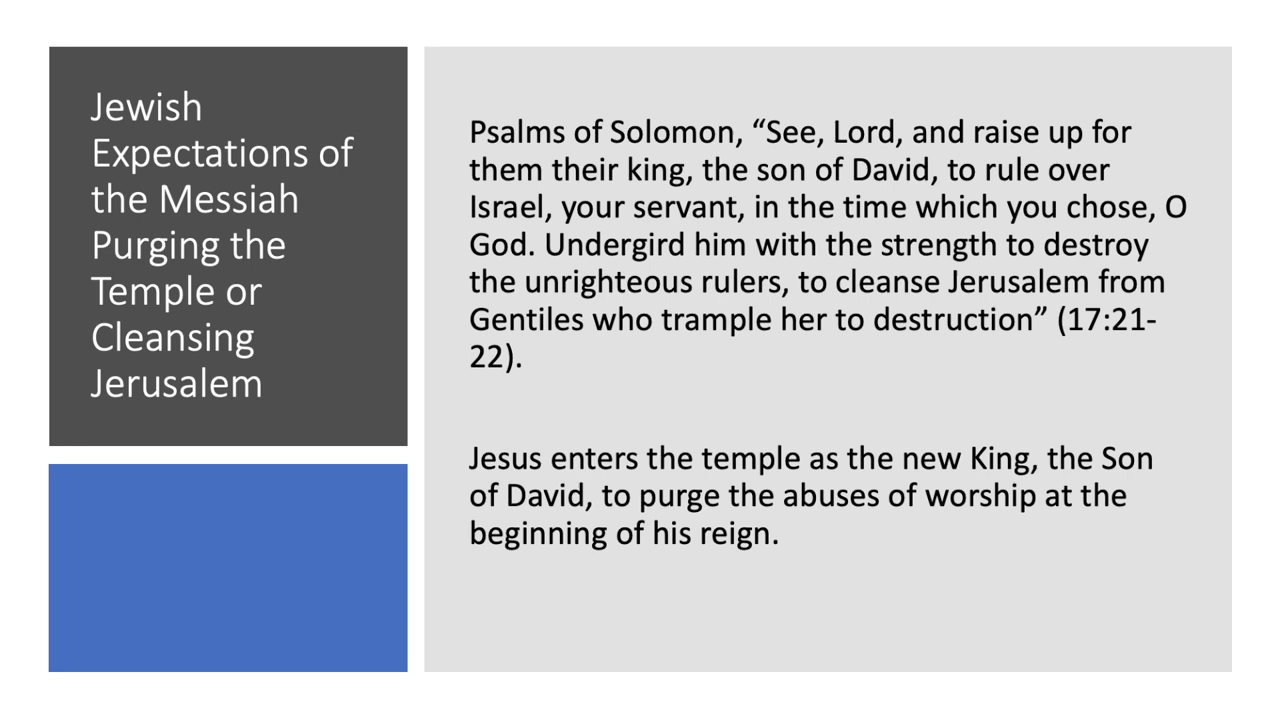 Jewish
Expectations of
the Messiah
Purging the
Temple or
Cleansing
Jerusalem
Psalms of Solomon, “See, Lord, and raise up for
them their king, the son of David, to rule over
Israel, your servant, in the time which you chose, O
God. Undergird him with the strength to destroy
the unrighteous rulers, to cleanse Jerusalem from
Gentiles who trample her to destruction” (17:21-
22).
Jesus enters the temple as the new King, the Son
of David, to purge the abuses of worship at the
beginning of his reign.